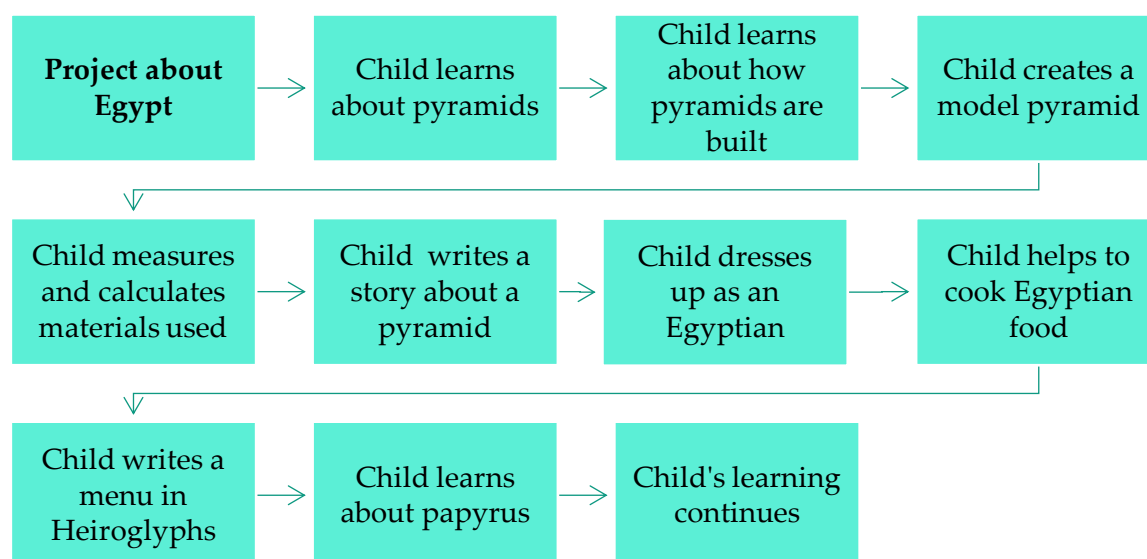 Project about
Egypt
Child learns
about pyramids
Child learns
about how
pyramids are
built
Child creates a
model pyramid
Child measures
and calculates
materials used
Child  writes a
story about a
pyramid
Child dresses
up as an
Egyptian
Child helps to
cook Egyptian
food
Child writes a
menu in
Heiroglyphs
Child learns
about papyrus
Child's learning
continues